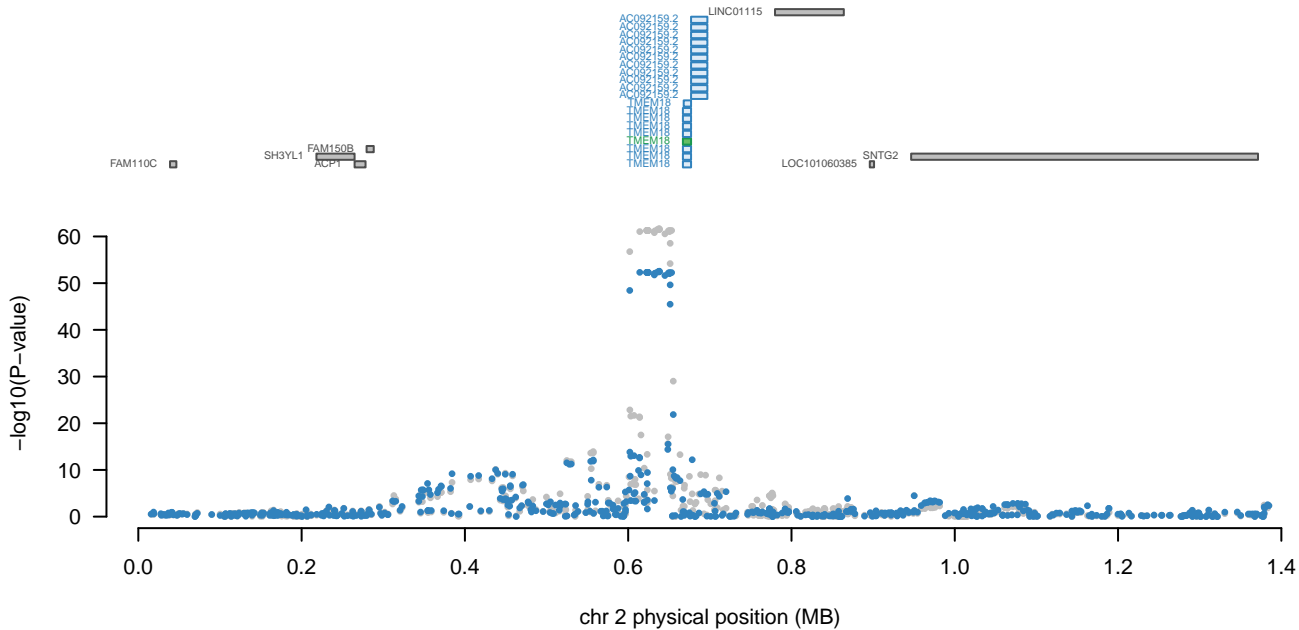 LINC01115
AC092159.2
AC092159.2
AC092159.2
AC092159.2
AC092159.2
AC092159.2
AC092159.2
AC092159.2
AC092159.2
AC092159.2
AC092159.2
TMEM18
TMEM18
TMEM18
TMEM18
TMEM18
TMEM18
TMEM18
FAM150B
TMEM18
SH3YL1
TMEM18
SNTG2
FAM110C
ACP1
TMEM18
LOC101060385
60
50
40
30
20
10
0
−log10(P−value)
0.0 0.2 0.4 0.6 0.8 1.0 1.2 1.4
chr 2 physical position (MB)